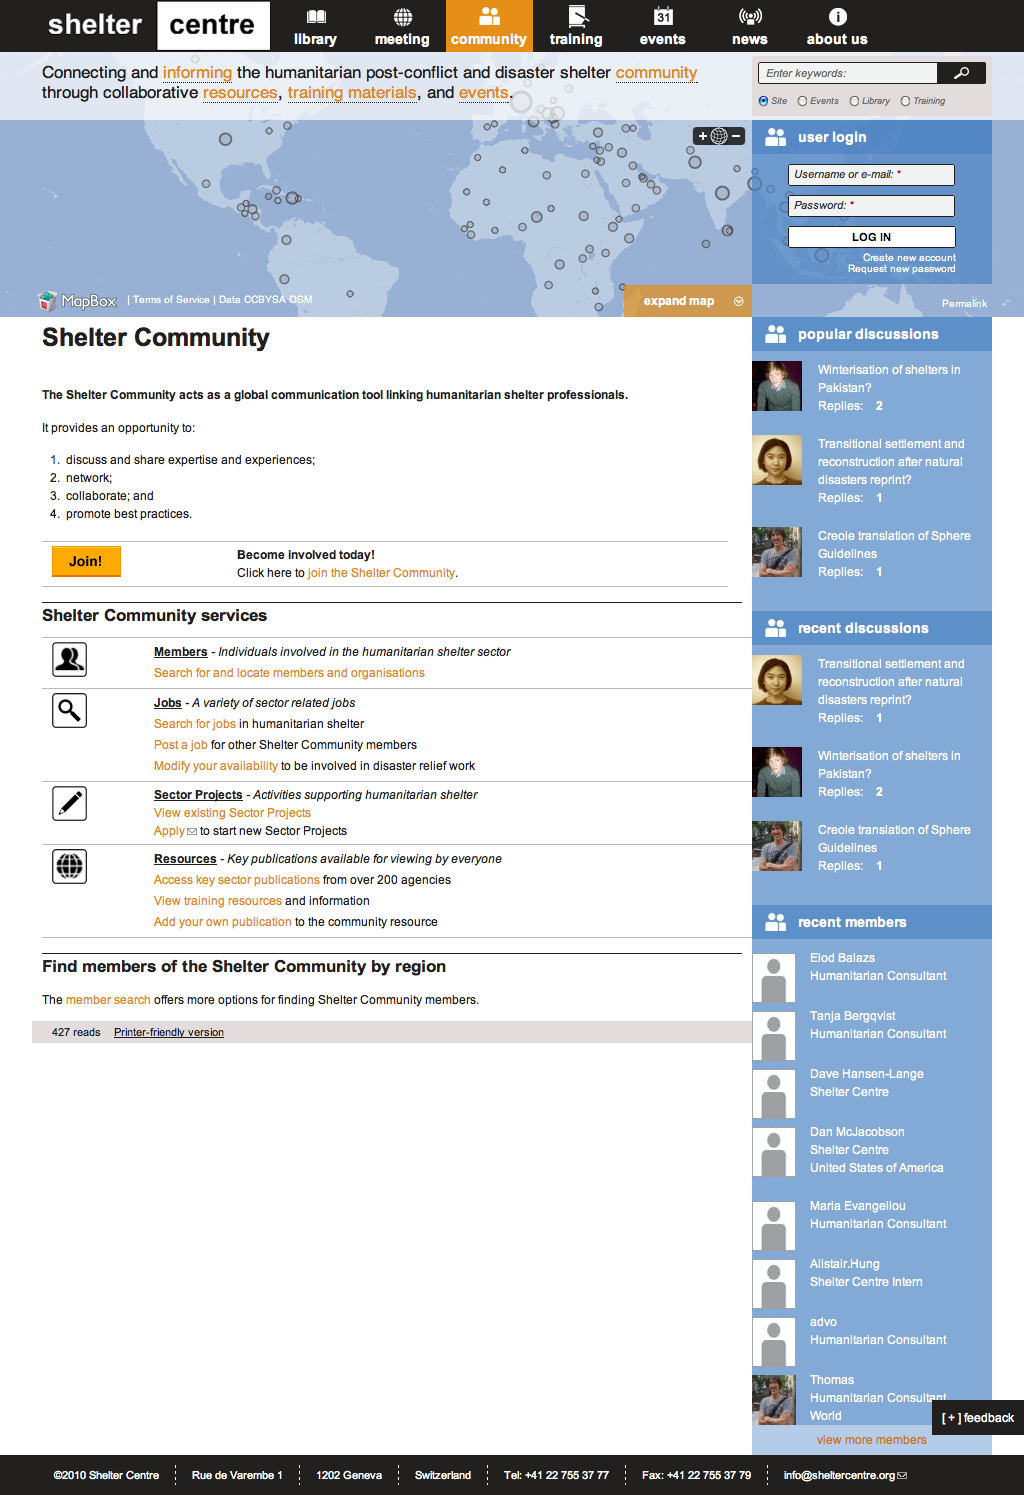 shelter centre
library
meeting
community
training
31
events
news
about us
Connecting and informing the humanitarian post-conflict and disaster shelter community
through collaborative resources, training materials, and events.
Enter keywords:
Site Events Library Training
user login
Username or e-mail: *
Password: *
LOG IN
Create new account
Request new password
MapBox | Terms of Service | Data CCBYSA OSM
expand map
Permalink
Shelter Community
The Shelter Community acts as a global communication tool linking humanitarian shelter professionals.
It provides an opportunity to:
1. discuss and share expertise and experiences;
2. network;
3. collaborate; and
4. promote best practices.
Join!
Become involved today!
Click here to join the Shelter Community.
Shelter Community services
Members - Individuals involved in the humanitarian shelter sector
Search for and locate members and organisations
Jobs - A variety of sector related jobs
Search for jobs in humanitarian shelter
Post a job for other Shelter Community members
Modify your availability to be involved in disaster relief work
Sector Projects - Activities supporting humanitarian shelter
View existing Sector Projects
Apply to start new Sector Projects
Resources - Key publications available for viewing by everyone
Access key sector publications from over 200 agencies
View training resources and information
Add your own publication to the community resource
Find members of the Shelter Community by region
The member search offers more options for finding Shelter Community members.
427 reads Printer-friendly version
popular discussions
Winterisation of shelters in
Pakistan?
Replies: 2
Transitional settlement and
reconstruction after natural
disasters reprint?
Replies: 1
Creole translation of Sphere
Guidelines
Replies: 1
recent discussions
Transitional settlement and
reconstruction after natural
disasters reprint?
Replies: 1
Winterisation of shelters in
Pakistan?
Replies: 2
Creole translation of Sphere
Guidelines
Replies: 1
recent members
Elod Balazs
Humanitarian Consultant
Tanja Bergqvist
Humanitarian Consultant
Dave Hansen-Lange
Shelter Centre
Dan McJacobson
Shelter Centre
United States of America
Maria Evangeliou
Humanitarian Consultant
Alistair.Hung
Shelter Centre Intern
advo
Humanitarian Consultant
Thomas
Humanitarian Consultant
World
[+] feedback
view more members
©2010 Shelter Centre
Rue de Varembe 1
1202 Geneva
Switzerland
Tel: +41 22 755 37 77
Fax: +41 22 755 37 79
info@sheltercentre.org